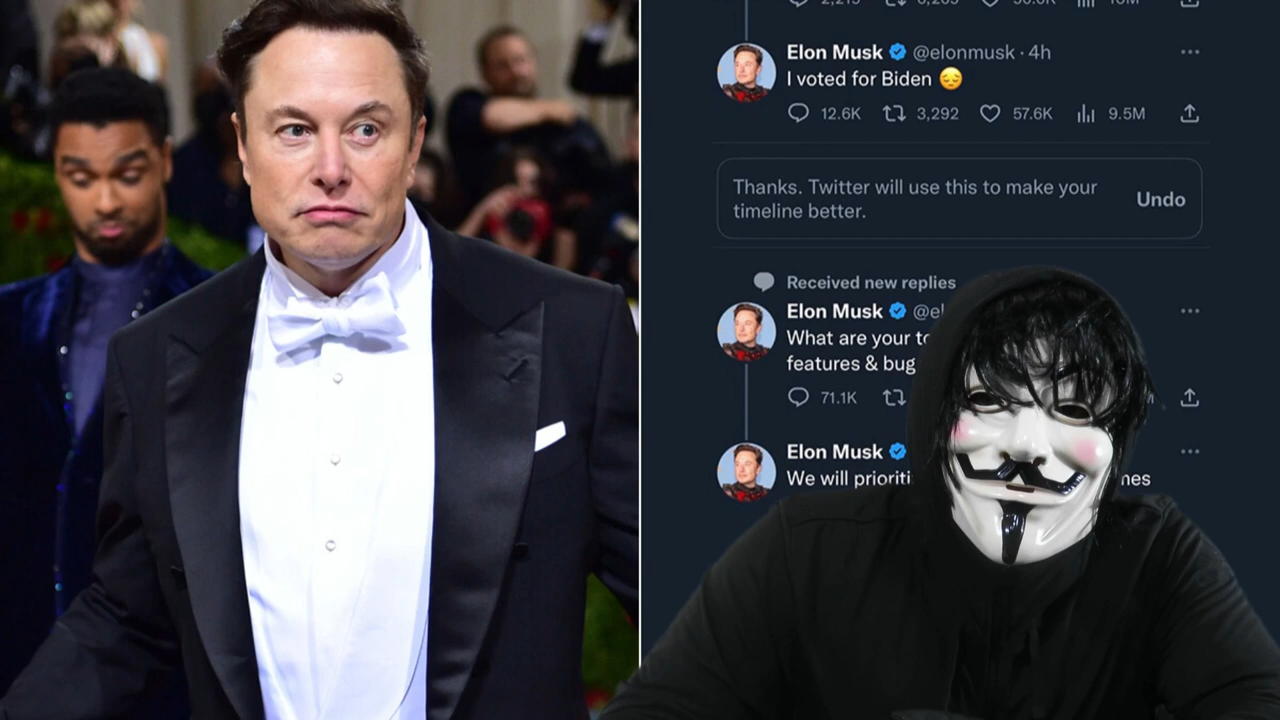 Elon Musk @elonmusk · 4h
I voted for Biden 😔
12.6K 3,292 57.6K 9.5M
Thanks. Twitter will use this to make your
timeline better.
Undo
Received new replies
Elon Musk
What are your
features & bug
71.1K
Elon Musk
We will